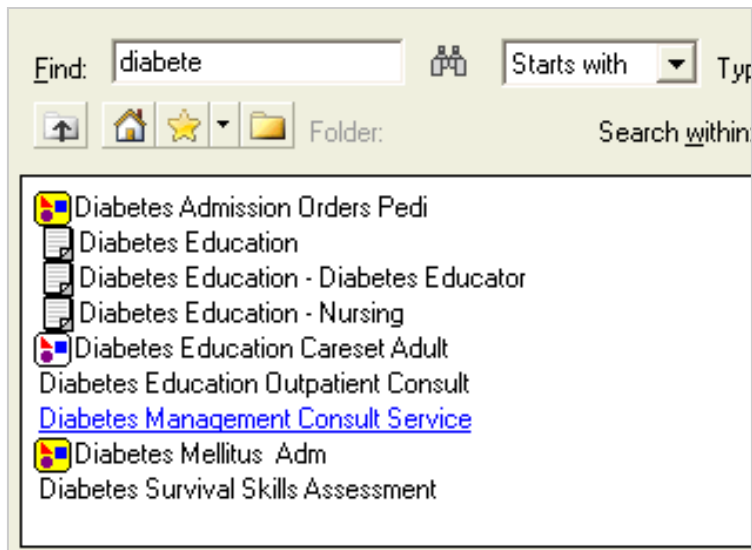 Find: diabete Starts with Typ
Folder: Search within:
Diabetes Admission Orders Pedi
Diabetes Education
Diabetes Education - Diabetes Educator
Diabetes Education - Nursing
Diabetes Education Careset Adult
Diabetes Education Outpatient Consult
Diabetes Management Consult Service
Diabetes Mellitus Adm
Diabetes Survival Skills Assessment